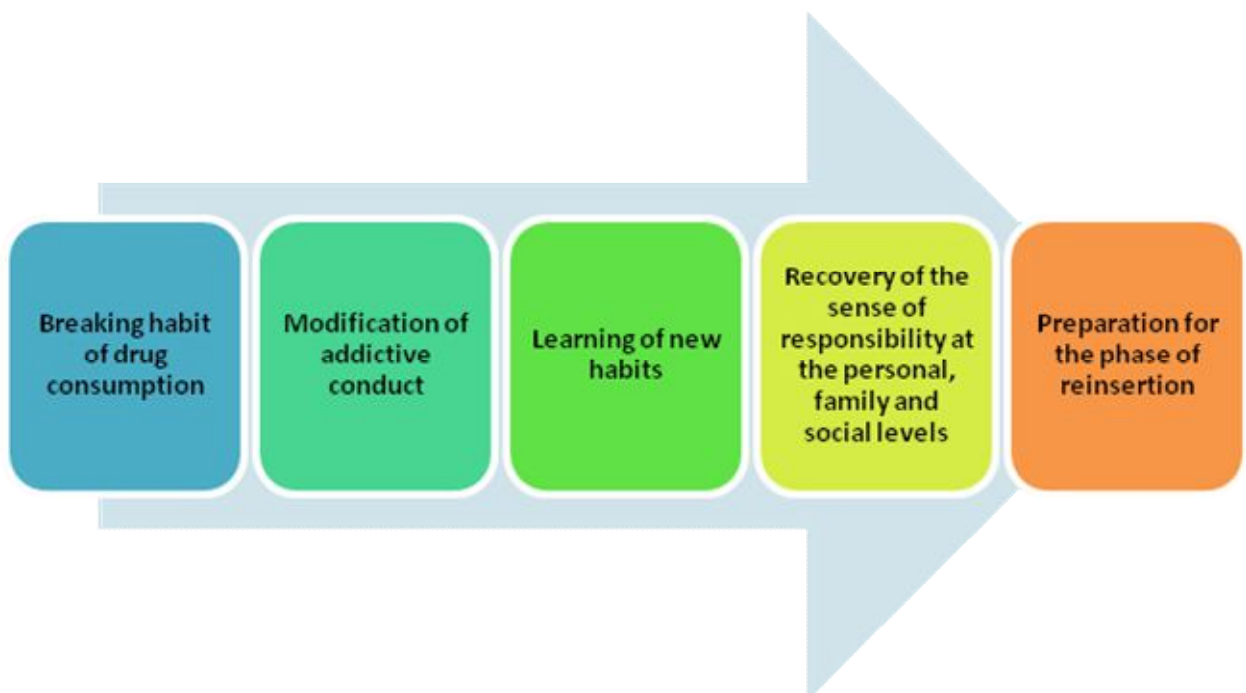 Breaking habit
of drug
consumption
Modification of
addictive
conduct
Learning of new
habits
Recovery of the
sense of
responsibility at
the personal,
family and
social levels
Preparation for
the phase of
reinsertion